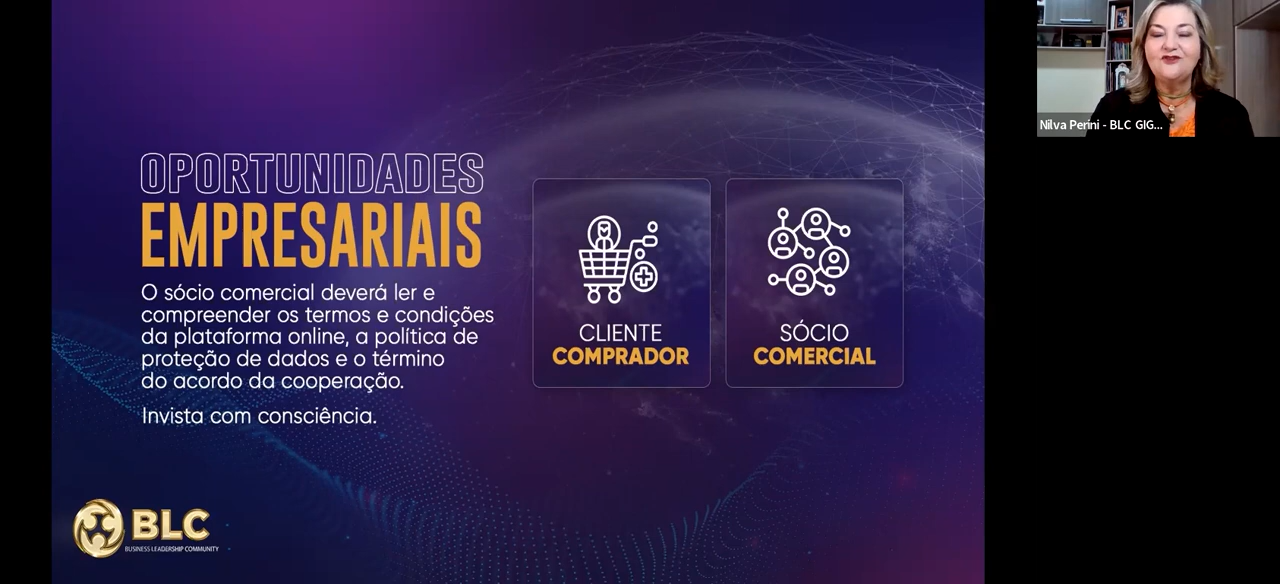 OPORTUNIDADES
EMPRESARIAIS
O sócio comercial deverá ler e
compreender os termos e condições
da plataforma online, a política de
proteção de dados e o término
do acordo da cooperação.
Invista com consciência.
CLIENTE
COMPRADOR
SÓCIO
COMERCIAL
BLC
BUSINESS LEADERSHIP COMMUNITY
Nilva Perini - BLC GIG...